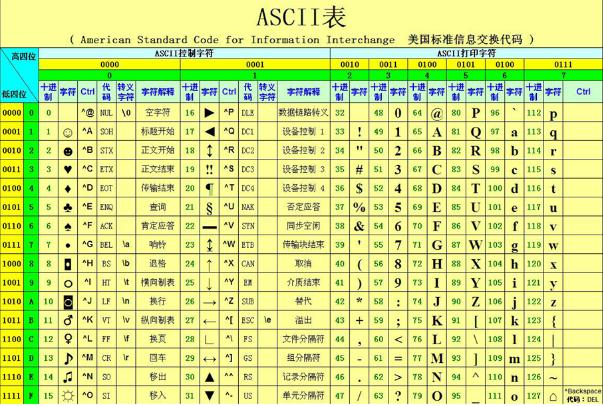 ASCII表
( American Standard Code for Information Interchange 美国标准信息交换代码 )
高四位 ASCII控制字符 ASCII打印字符
0000 0001 0010 0011 0100 0101 0100 0111
0 1 2 3 4 5 6 7
低四位 十进制 字符 Ctrl 代码 转义字符 字符解释 十进制 字符 Ctrl 代码 转义字符 字符解释 十进制 字符 十进制 字符 十进制 字符 十进制 字符 十进制 字符 十进制 字符 Ctrl
0000 0 0 ^@ NUL \0 空字符 16 ► ^P DLE 数据链路转义 32 48 0 64 @ 80 P 96 ` 112 p
0001 1 1 ☺ ^A SOH 标题开始 17 ◄ ^Q DC1 设备控制 1 33 ! 49 1 65 A 81 Q 97 a 113 q
0010 2 2 ☻ ^B STX 正文开始 18 ↕ ^R DC2 设备控制 2 34 " 50 2 66 B 82 R 98 b 114 r
0011 3 3 ♥ ^C ETX 正文结束 19 ‼ ^S DC3 设备控制 3 35 # 51 3 67 C 83 S 99 c 115 s
0100 4 4 ♦ ^D EOT 传输结束 20 ¶ ^T DC4 设备控制 4 36 $ 52 4 68 D 84 T 100 d 116 t
0101 5 5 ♣ ^E ENQ 查询 21 § ^U NAK 否定应答 37 % 53 5 69 E 85 U 101 e 117 u
0110 6 6 ♠ ^F ACK 肯定应答 22 ▬ ^V SYN 同步空闲 38 & 54 6 70 F 86 V 102 f 118 v
0111 7 7 • ^G BEL \a 响铃 23 ↨ ^W ETB 传输块结束 39 ' 55 7 71 G 87 W 103 g 119 w
1000 8 8 ◘ ^H BS \b 退格 24 ↑ ^X CAN 取消 40 ( 56 8 72 H 88 X 104 h 120 x
1001 9 9 ○ ^I HT \t 横向制表 25 ↓ ^Y EM 介质结束 41 ) 57 9 73 I 89 Y 105 i 121 y
1010 A 10 ◙ ^J LF \n 换行 26 → ^Z SUB 替代 42 * 58 : 74 J 90 Z 106 j 122 z
1011 B 11 ♂ ^K VT \v 纵向制表 27 ← ^[ ESC \e 溢出 43 + 59 ; 75 K 91 [ 107 k 123 {
1100 C 12 ♀ ^L FF \f 换页 28 ∟ ^\ FS 文件分隔符 44 , 60 < 76 L 92 \ 108 l 124 |
1101 D 13 ♪ ^M CR \r 回车 29 ↔ ^] GS 组分隔符 45 - 61 = 77 M 93 ] 109 m 125 }
1110 E 14 ♫ ^N SO 移出 30 ▲ ^^ RS 记录分隔符 46 . 62 > 78 N 94 ^ 110 n 126 ~
1111 F 15 ☼ ^O SI 移入 31 ▼ ^- US 单元分隔符 47 / 63 ? 79 O 95 _ 111 o 127 ⌂ ^Backspace 代码: DEL